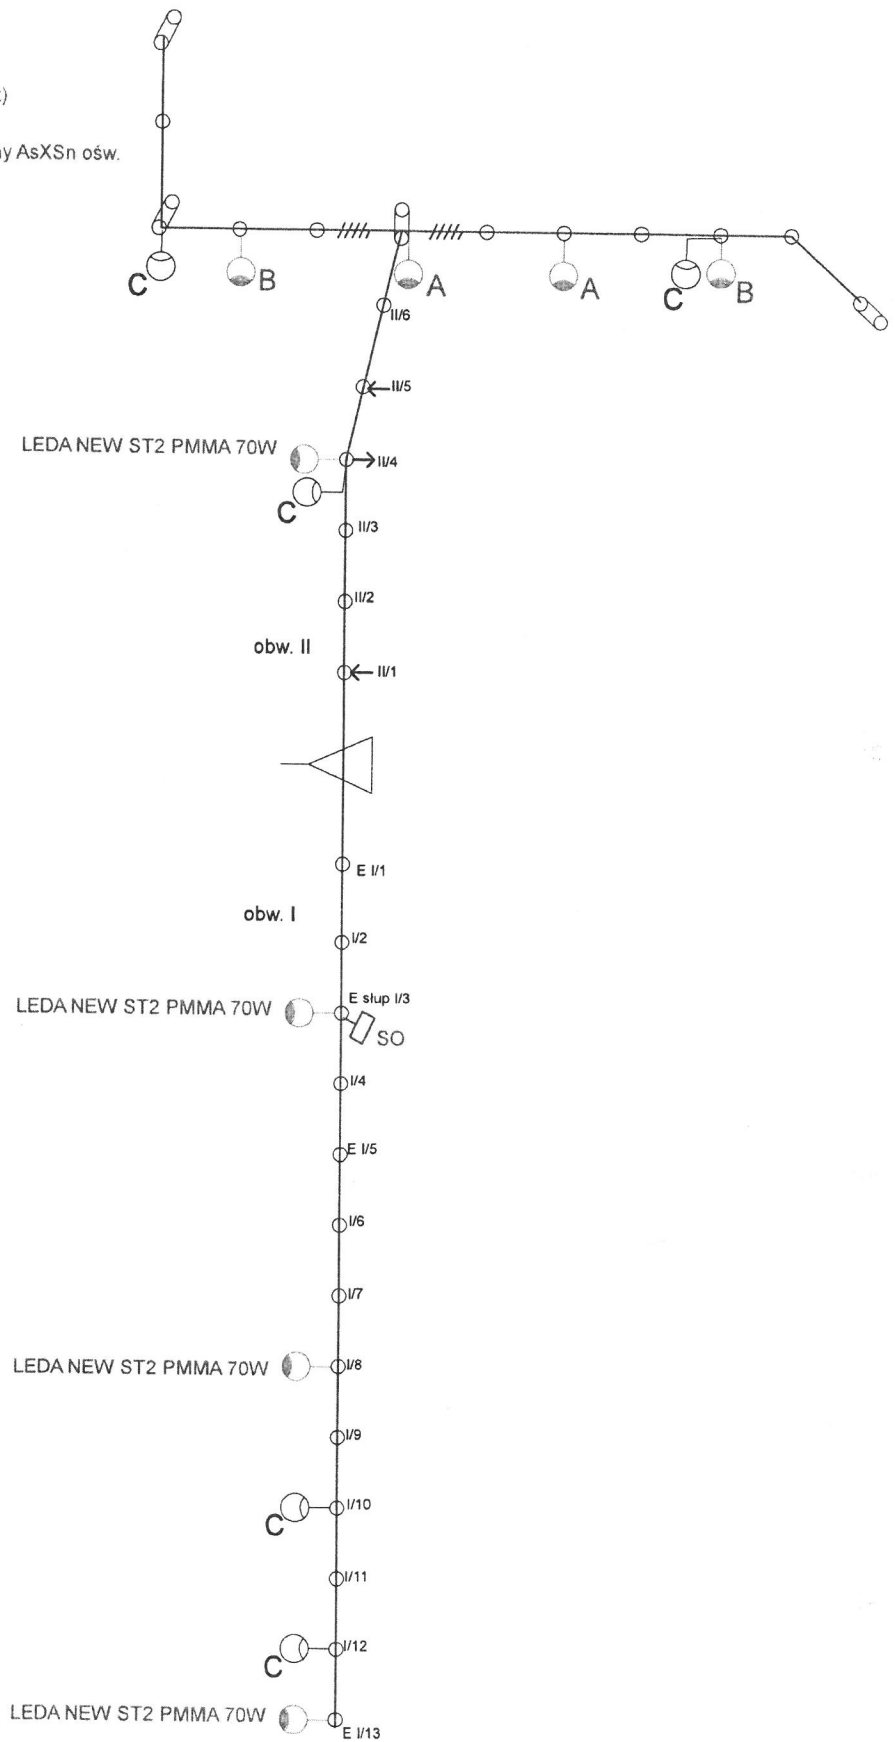 AsXSn ośw.
C
B
A
A
C
B
II/6
II/5
LEDA NEW ST2 PMMA 70W
II/4
C
II/3
II/2
obw. II
II/1
E I/1
obw. I
I/2
E słup I/3
LEDA NEW ST2 PMMA 70W
SO
I/4
E I/5
I/6
I/7
LEDA NEW ST2 PMMA 70W
I/8
I/9
I/10
C
I/11
I/12
C
LEDA NEW ST2 PMMA 70W
E I/13